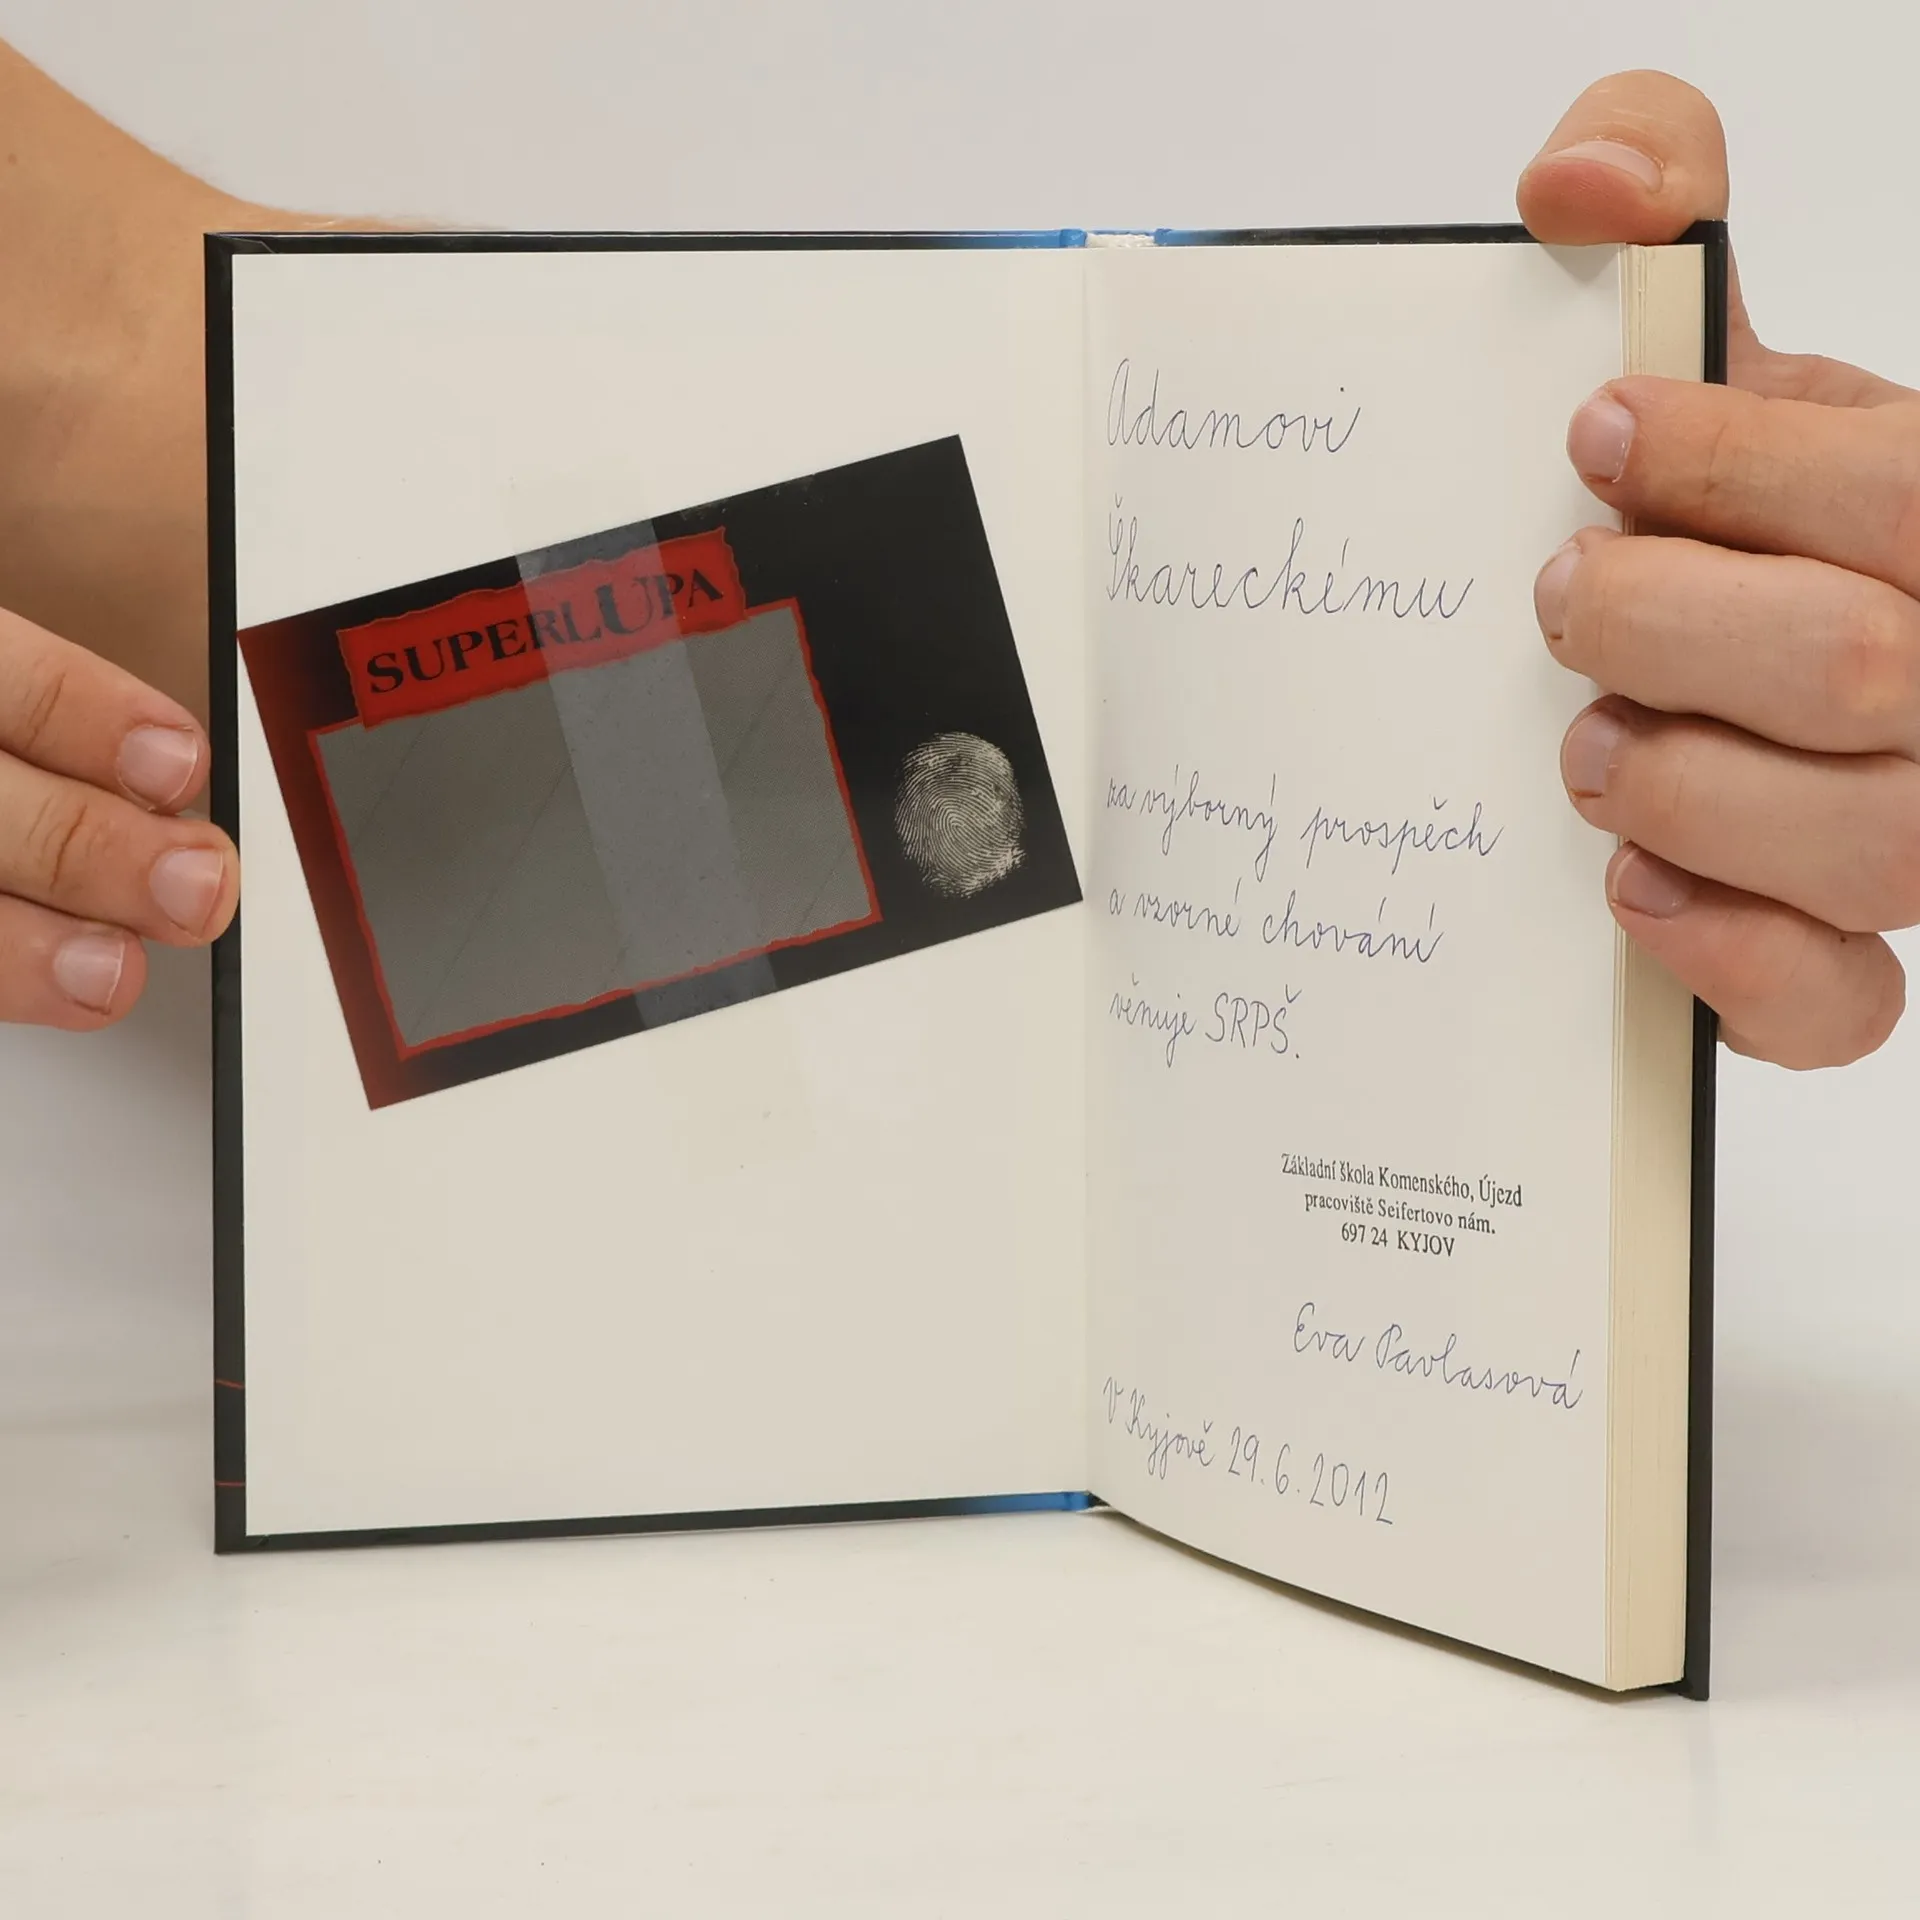 SUPERLUPA
Adamovi
Škareckému
za výborný prospěch
a vzorné chování
věnuje SRPŠ.
Základní škola Komenského, Újezd
pracoviště Seifertovo nám.
697 24 KYJOV
Eva Pavlasová
V Kyjově 29.6.2012